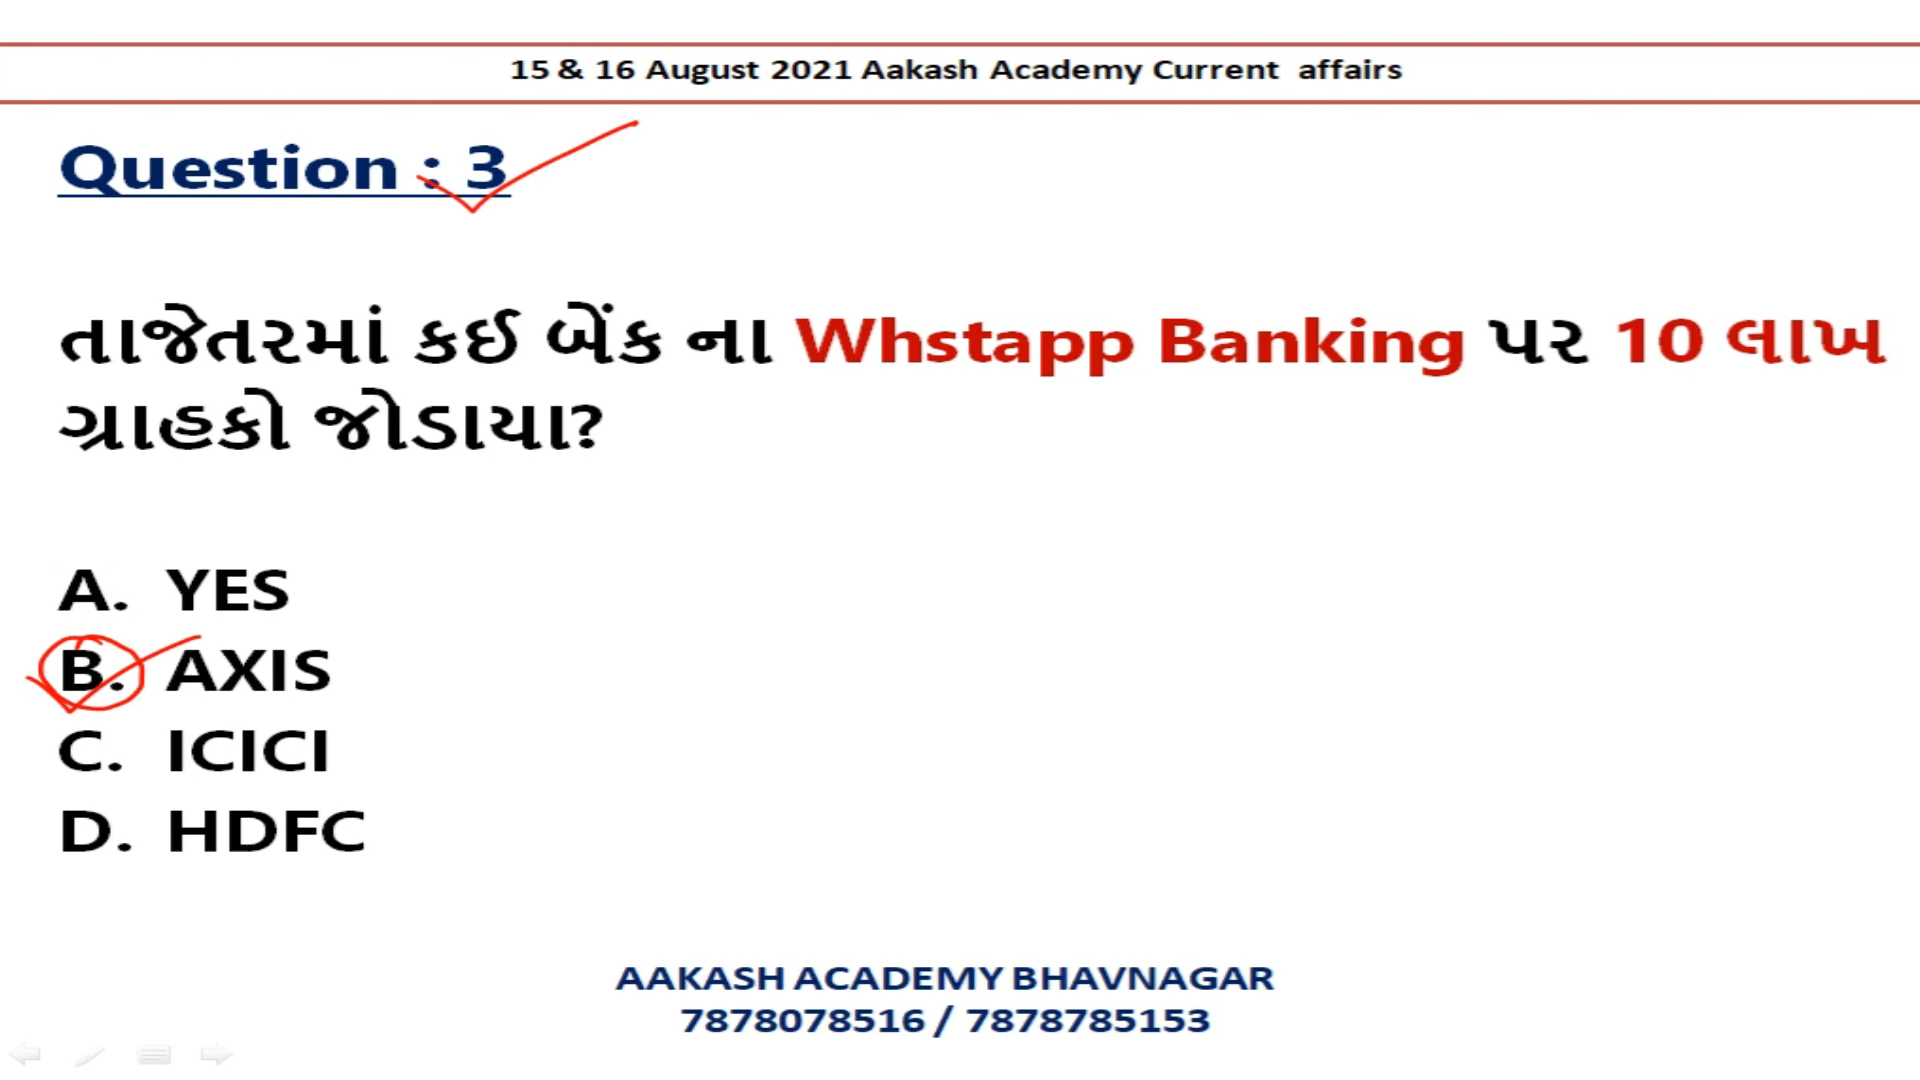 15 & 16 August 2021 Aakash Academy Current affairs
Question : 3
તાજેતરમાં કઈ બેંક ના Whstapp Banking પર 10 લાખ
ગ્રાહકો જોડાયા?
A. YES
B. AXIS
C. ICICI
D. HDFC
AAKASH ACADEMY BHAVNAGAR
7878078516 / 7878785153